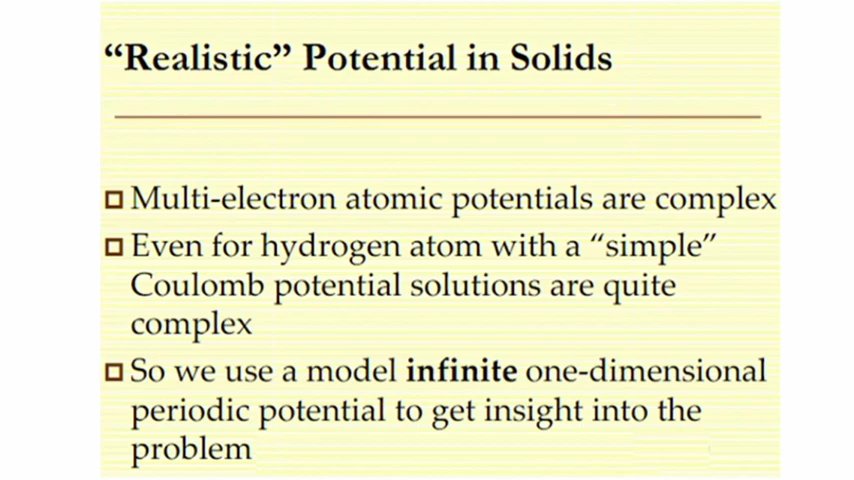 “Realistic” Potential in Solids
Multi-electron atomic potentials are complex
Even for hydrogen atom with a “simple”
Coulomb potential solutions are quite
complex
So we use a model infinite one-dimensional
periodic potential to get insight into the
problem